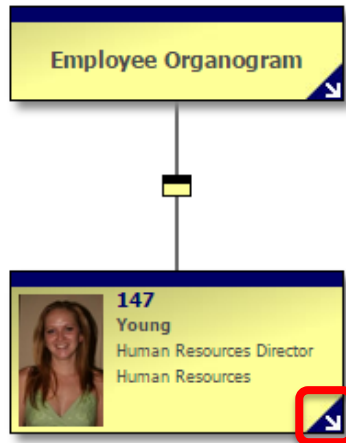 Employee Organogram
147
Young
Human Resources Director
Human Resources